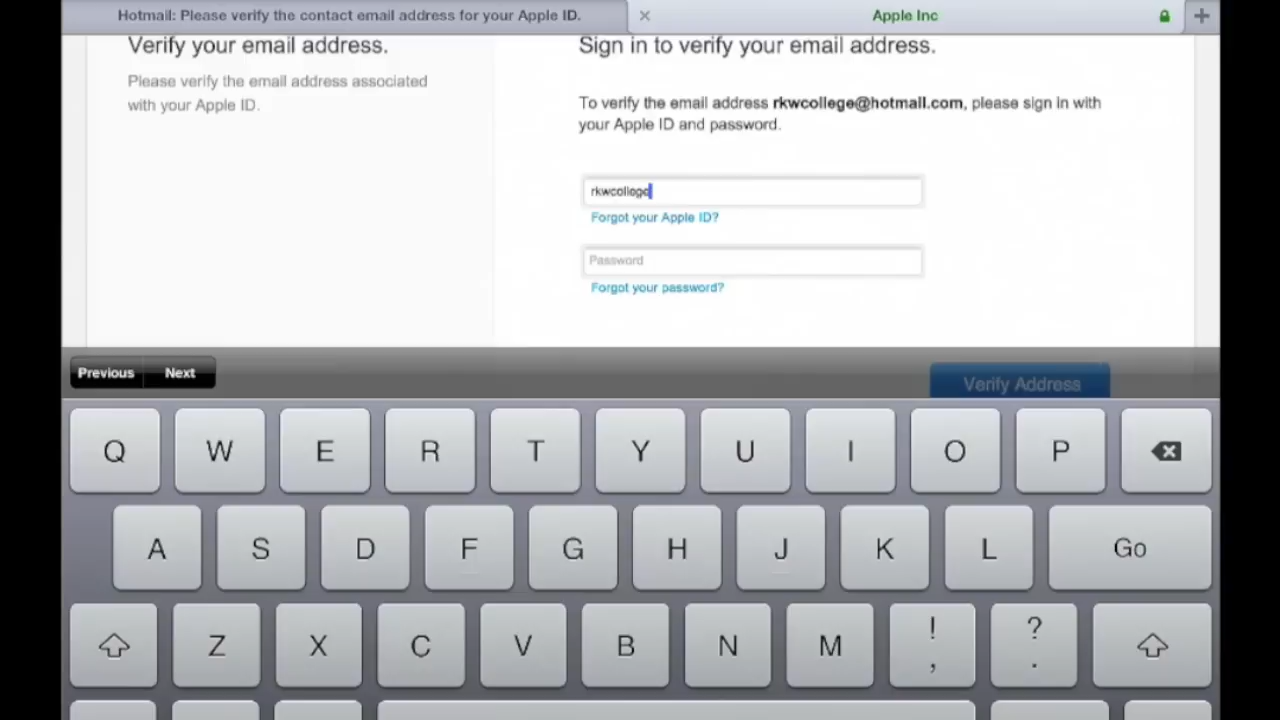 Hotmail: Please verify the contact email address for your Apple ID.
Apple Inc
Verify your email address.
Please verify the email address associated
with your Apple ID.
Sign in to verify your email address.
To verify the email address rkwcollege@hotmail.com, please sign in with
your Apple ID and password.
rkwcollege
Forgot your Apple ID?
Password
Forgot your password?
Previous Next
Verify Address
Q W E R T Y U I O P
A S D F G H J K L Go
Z X C V B N M ! , ? .